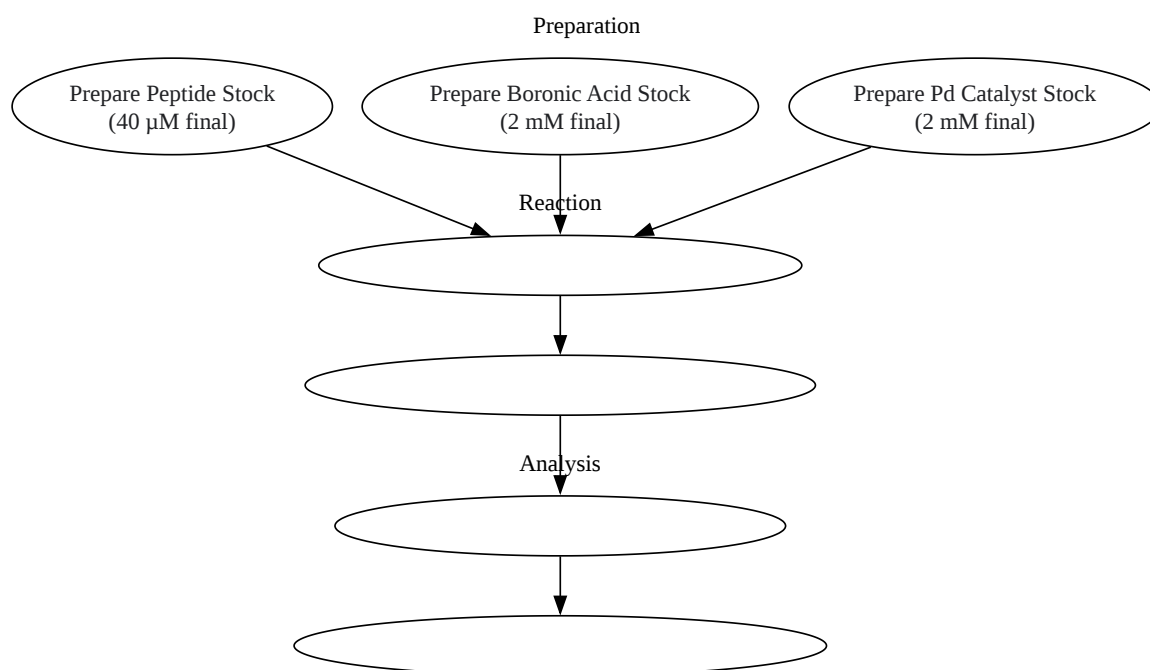 Preparation
Prepare Peptide Stock
(40 µM final)
Prepare Boronic Acid Stock
(2 mM final)
Prepare Pd Catalyst Stock
(2 mM final)
Reaction
Analysis